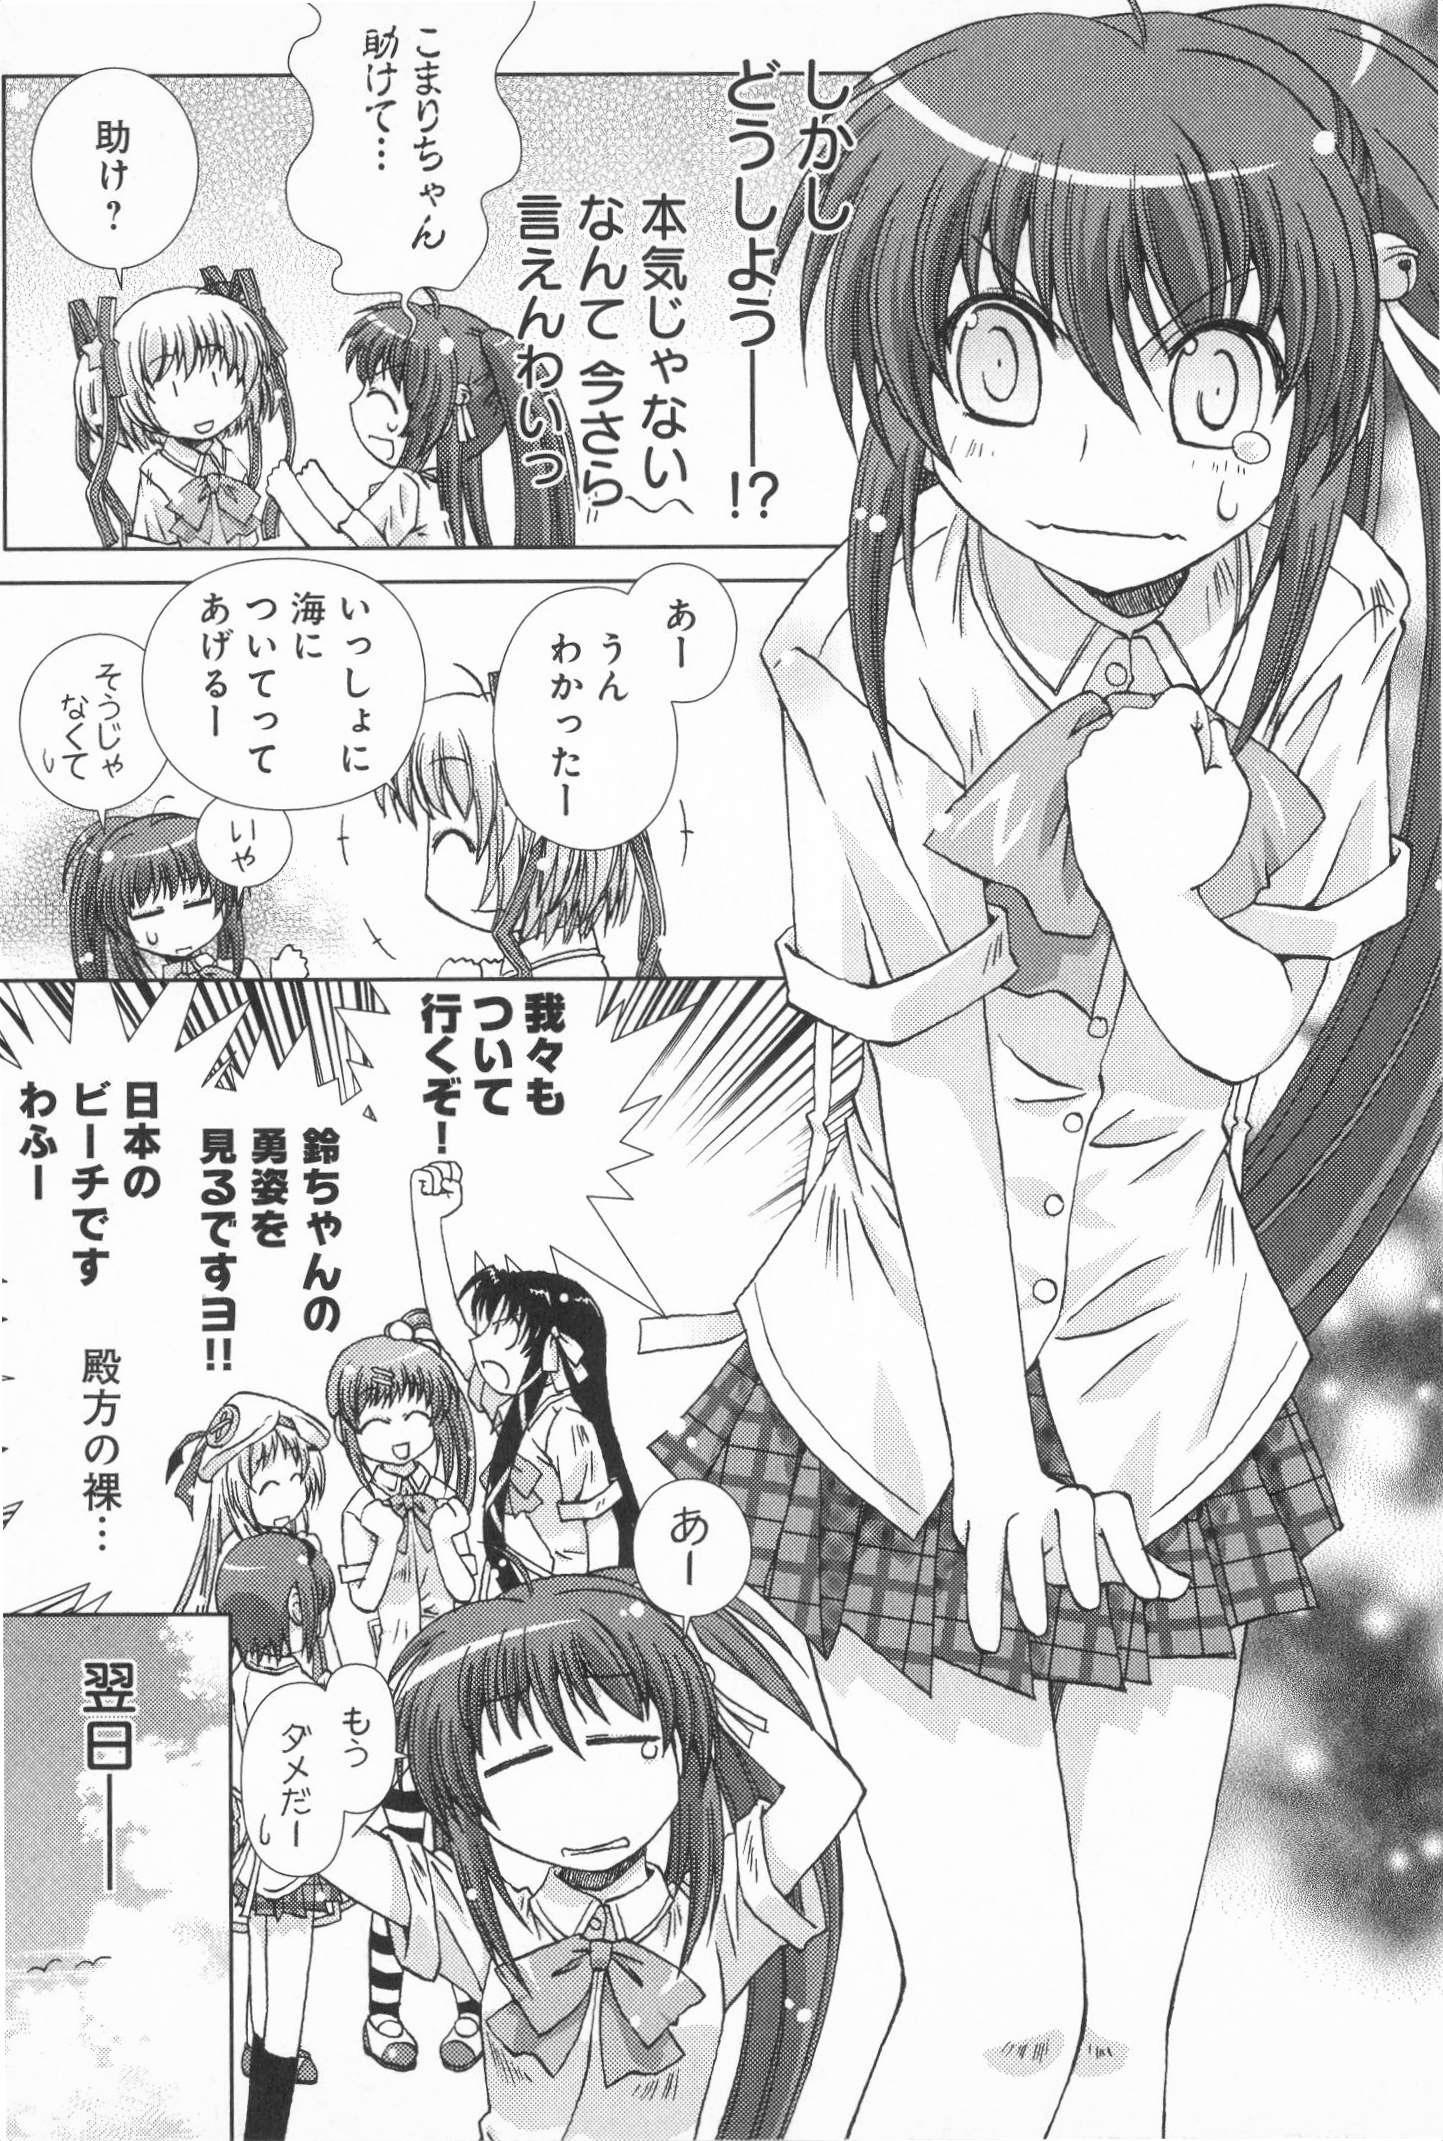 しかし
どうしよう――!?
本気じゃない
なんて 今さら
言えんわいっ
こまりちゃん
助けて…
助け？
あー
うん
わかったー
いっしょに
海に
ついてって
あげるー
いや
そうじゃ
なくて
我々も
ついて
行くぞ！
鈴ちゃんの
勇姿を
見るですヨ!!
日本の
ビーチです
わふー
殿方の裸…
あー
もう
ダメだー
翌日――